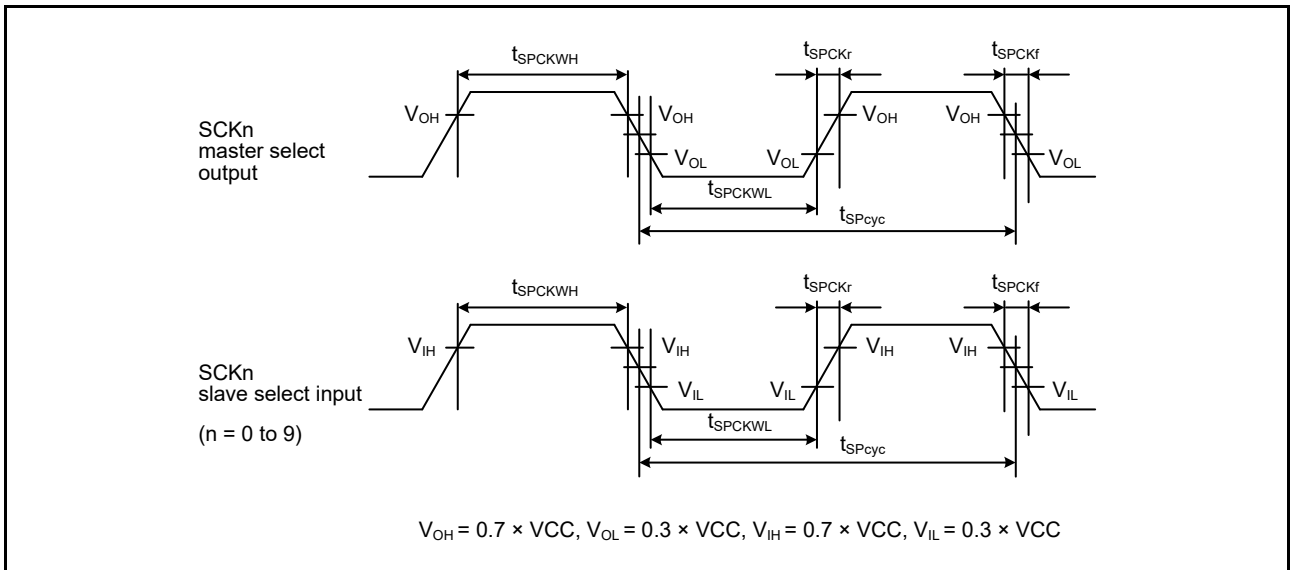 tSPCKWH
tSPCKr
tSPCKf
VOH
VOH
VOH
VOH
SCKn
master select
output
VOL
VOL
VOL
tSPCKWL
tSPcyc
tSPCKWH
tSPCKr
tSPCKf
VIH
VIH
VIH
VIH
SCKn
slave select input
VIL
VIL
VIL
(n = 0 to 9)
tSPCKWL
tSPcyc
VOH = 0.7 × VCC, VOL = 0.3 × VCC, VIH = 0.7 × VCC, VIL = 0.3 × VCC